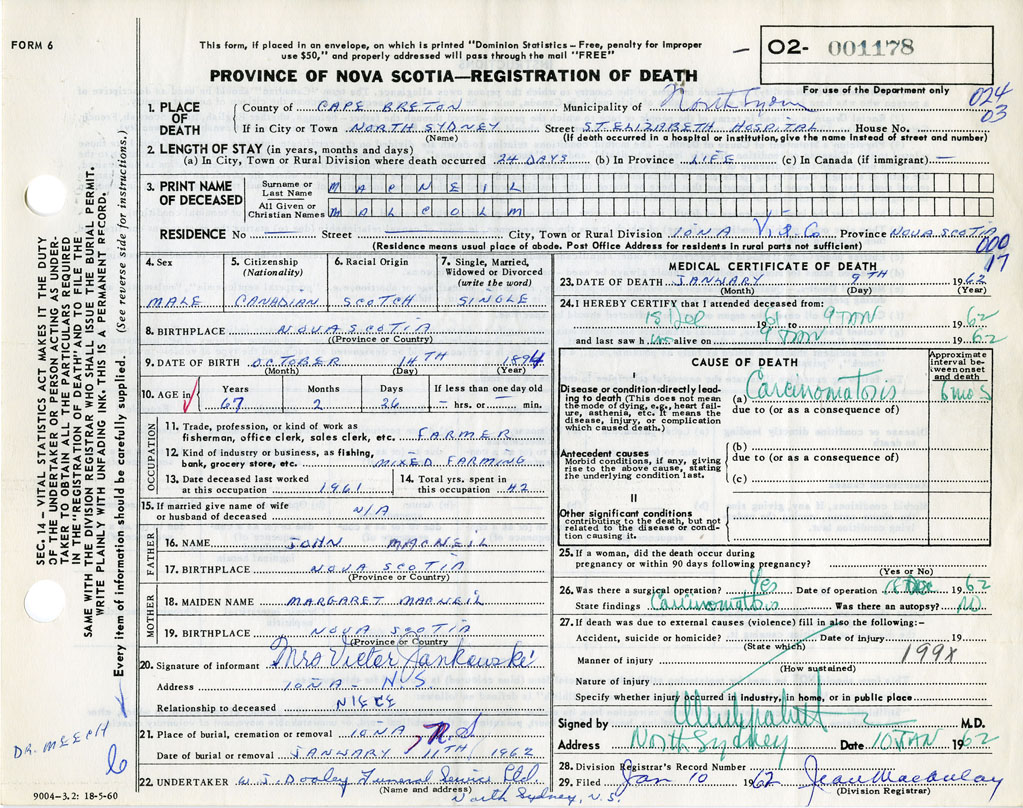 FORM 6
This form, if placed in an envelope, on which is printed "Dominion Statistics – Free, penalty for improper
use $50," and properly addressed will pass through the mail "FREE"
PROVINCE OF NOVA SCOTIA—REGISTRATION OF DEATH
– O2- 001178
For use of the Department only
024
03
1. PLACE OF DEATH
County of CAPE BRETON Municipality of North Sydney
If in City or Town NORTH SYDNEY Street ST. ELIZABETH HOSPITAL House No.
(Name) (If death occurred in a hospital or institution, give the name instead of street and number)
2. LENGTH OF STAY (in years, months and days)
(a) In City, Town or Rural Division where death occurred 24 DAYS (b) In Province LIFE (c) In Canada (if immigrant) —
3. PRINT NAME OF DECEASED
Surname or Last Name MACNEIL
All Given or Christian Names MALCOLM
RESIDENCE No — Street — City, Town or Rural Division IONA Vic Co Province NOVA SCOTIA
(Residence means usual place of abode. Post Office Address for residents in rural parts not sufficient)
000
17
4. Sex MALE
5. Citizenship (Nationality) CANADIAN
6. Racial Origin SCOTCH
7. Single, Married, Widowed or Divorced (write the word) SINGLE
8. BIRTHPLACE NOVA SCOTIA
(Province or Country)
9. DATE OF BIRTH OCTOBER 14TH 1894
(Month) (Day) (Year)
10. AGE in Years 67 Months 2 Days 26 If less than one day old – hrs. or – min.
OCCUPATION
11. Trade, profession, or kind of work as fisherman, office clerk, sales clerk, etc. FARMER
12. Kind of industry or business, as fishing, bank, grocery store, etc. MIXED FARMING
13. Date deceased last worked at this occupation 1961
14. Total yrs. spent in this occupation 42
15. If married give name of wife or husband of deceased N/A
FATHER
16. NAME JOHN MACNEIL
17. BIRTHPLACE NOVA SCOTIA
(Province or Country)
MOTHER
18. MAIDEN NAME MARGARET MACNEIL
19. BIRTHPLACE NOVA SCOTIA
(Province or Country)
20. Signature of informant Mrs Victor Jankowski
Address IONA - N.S
Relationship to deceased NIECE
21. Place of burial, cremation or removal IONA N.S
Date of burial or removal JANUARY 11TH 1962
22. UNDERTAKER W. J. Dooley Funeral Service Ltd.
(Name and address) North Sydney, N.S.
MEDICAL CERTIFICATE OF DEATH
23. DATE OF DEATH JANUARY 9TH 1962
(Month) (Day) (Year)
24. I HEREBY CERTIFY that I attended deceased from:
15 Dec 1961 to 9 JAN 1962
and last saw h im alive on 9 JAN 1962
CAUSE OF DEATH
Approximate interval between onset and death
I
Disease or condition directly leading to death (This does not mean the mode of dying, e.g., heart failure, asthenia, etc. It means the disease, injury, or complication which caused death.)
(a) Carcinomatosis 6 mos
due to (or as a consequence of)
Antecedent causes
Morbid conditions, if any, giving rise to the above cause, stating the underlying condition last.
(b)
due to (or as a consequence of)
(c)
II
Other significant conditions
contributing to the death, but not related to the disease or condition causing it.
25. If a woman, did the death occur during pregnancy or within 90 days following pregnancy?
(Yes or No)
26. Was there a surgical operation? Yes Date of operation 18 Dec 1962
State findings Carcinomatosis Was there an autopsy? NO
27. If death was due to external causes (violence) fill in also the following:–
Accident, suicide or homicide? Date of injury 19
(State which)
Manner of injury 199X
(How sustained)
Nature of injury
Specify whether injury occurred in industry, in home, or in public place
Signed by M.D.
Address North Sydney Date 10 JAN 1962
28. Division Registrar's Record Number
29. Filed Jan 10 1962 Jean Macaulay
(Division Registrar)
SEC. 14 – VITAL STATISTICS ACT MAKES IT THE DUTY
OF THE UNDERTAKER OR PERSON ACTING AS UNDERTAKER
TO OBTAIN ALL THE PARTICULARS REQUIRED
IN THE "REGISTRATION OF DEATH" AND TO FILE THE
SAME WITH THE DIVISION REGISTRAR WHO SHALL ISSUE THE BURIAL PERMIT.
WRITE PLAINLY WITH UNFADING INK. THIS IS A PERMANENT RECORD.
Every item of information should be carefully supplied. (See reverse side for instructions.)
DR. MEECH
6
9004-3.2: 18-5-60